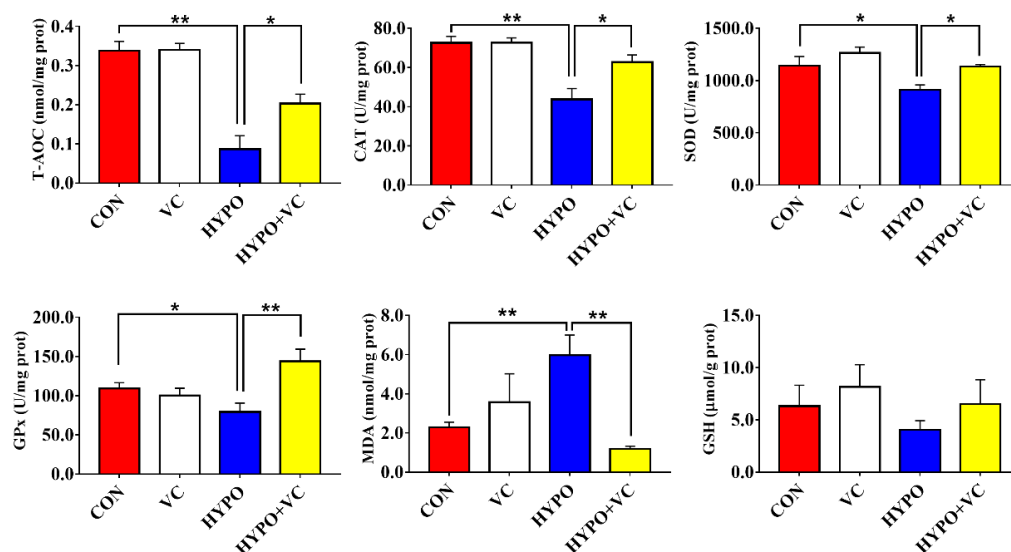 T-AOC (nmol/mg prot)
0.4
0.3
0.2
0.1
0.0
** *
CON VC HYPO HYPO+VC
CAT (U/mg prot)
80.0
60.0
40.0
20.0
0.0
** *
CON VC HYPO HYPO+VC
SOD (U/mg prot)
1500.0
1000.0
500.0
0.0
* *
CON VC HYPO HYPO+VC
GPx (U/mg prot)
200.0
150.0
100.0
50.0
0.0
* **
CON VC HYPO HYPO+VC
MDA (nmol/mg prot)
8.0
6.0
4.0
2.0
0.0
** **
CON VC HYPO HYPO+VC
GSH (μmol/g prot)
15.0
10.0
5.0
0.0
CON VC HYPO HYPO+VC